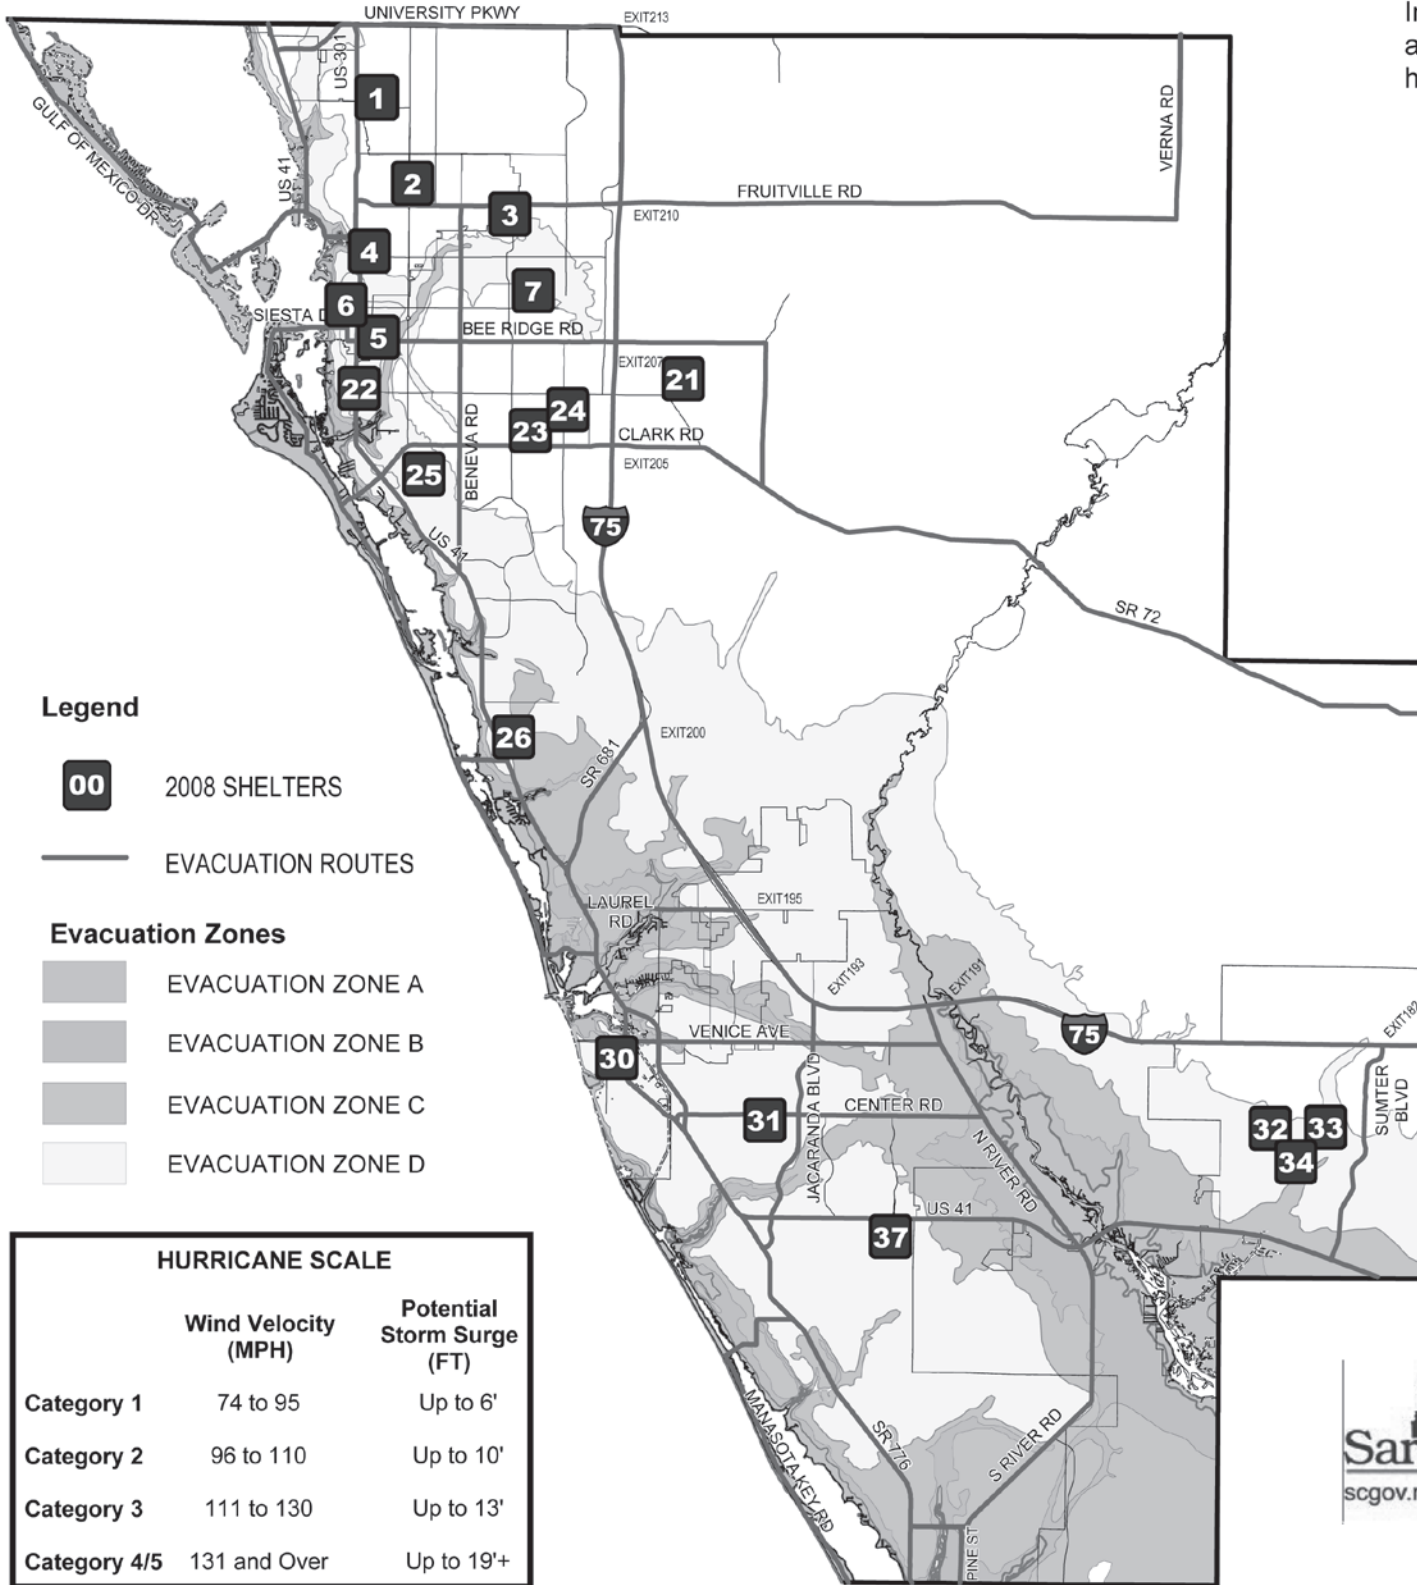 UNIVERSITY PKWY
EXIT213
US 301
1
GULF OF MEXICO DR
US 41
VERNA RD
2
FRUITVILLE RD
3
EXIT210
4
7
6
SIESTA
5
BEE RIDGE RD
EXIT207
21
22
24
23
BENEVA RD
CLARK RD
EXIT205
25
75
US 41
SR 72
Legend
00 2008 SHELTERS
EVACUATION ROUTES
Evacuation Zones
EVACUATION ZONE A
EVACUATION ZONE B
EVACUATION ZONE C
EVACUATION ZONE D
26
SR 681
EXIT200
LAUREL
RD
EXIT195
EXIT193
EXIT191
75
EXIT182
VENICE AVE
30
JACARANDA BLVD
31
CENTER RD
N RIVER RD
32
33
34
SUMTER
BLVD
US 41
37
MANASOTA KEY RD
SR 776
S RIVER RD
PINE ST
HURRICANE SCALE
Wind Velocity
(MPH)
Potential
Storm Surge
(FT)
Category 1 74 to 95 Up to 6'
Category 2 96 to 110 Up to 10'
Category 3 111 to 130 Up to 13'
Category 4/5 131 and Over Up to 19'+